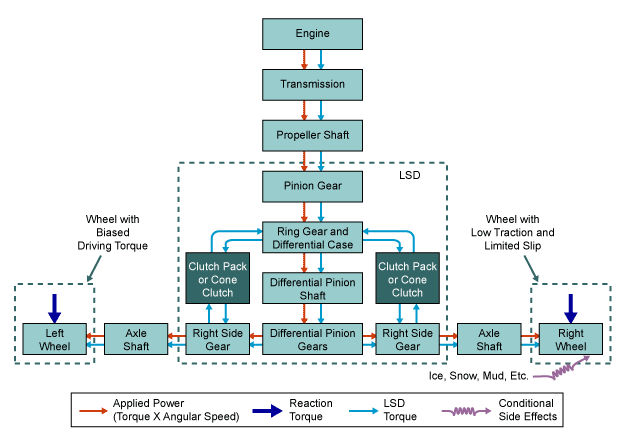 Engine
Transmission
Propeller Shaft
LSD
Pinion Gear
Wheel with
Biased
Driving Torque
Wheel with
Low Traction and
Limited Slip
Ring Gear and
Differential Case
Clutch Pack
or Cone
Clutch
Clutch Pack
or Cone
Clutch
Differential Pinion
Shaft
Left
Wheel
Axle
Shaft
Right Side
Gear
Differential Pinion
Gears
Right Side
Gear
Axle
Shaft
Right
Wheel
Ice, Snow, Mud, Etc.
Applied Power
(Torque X Angular Speed)
Reaction
Torque
LSD
Torque
Conditional
Side Effects